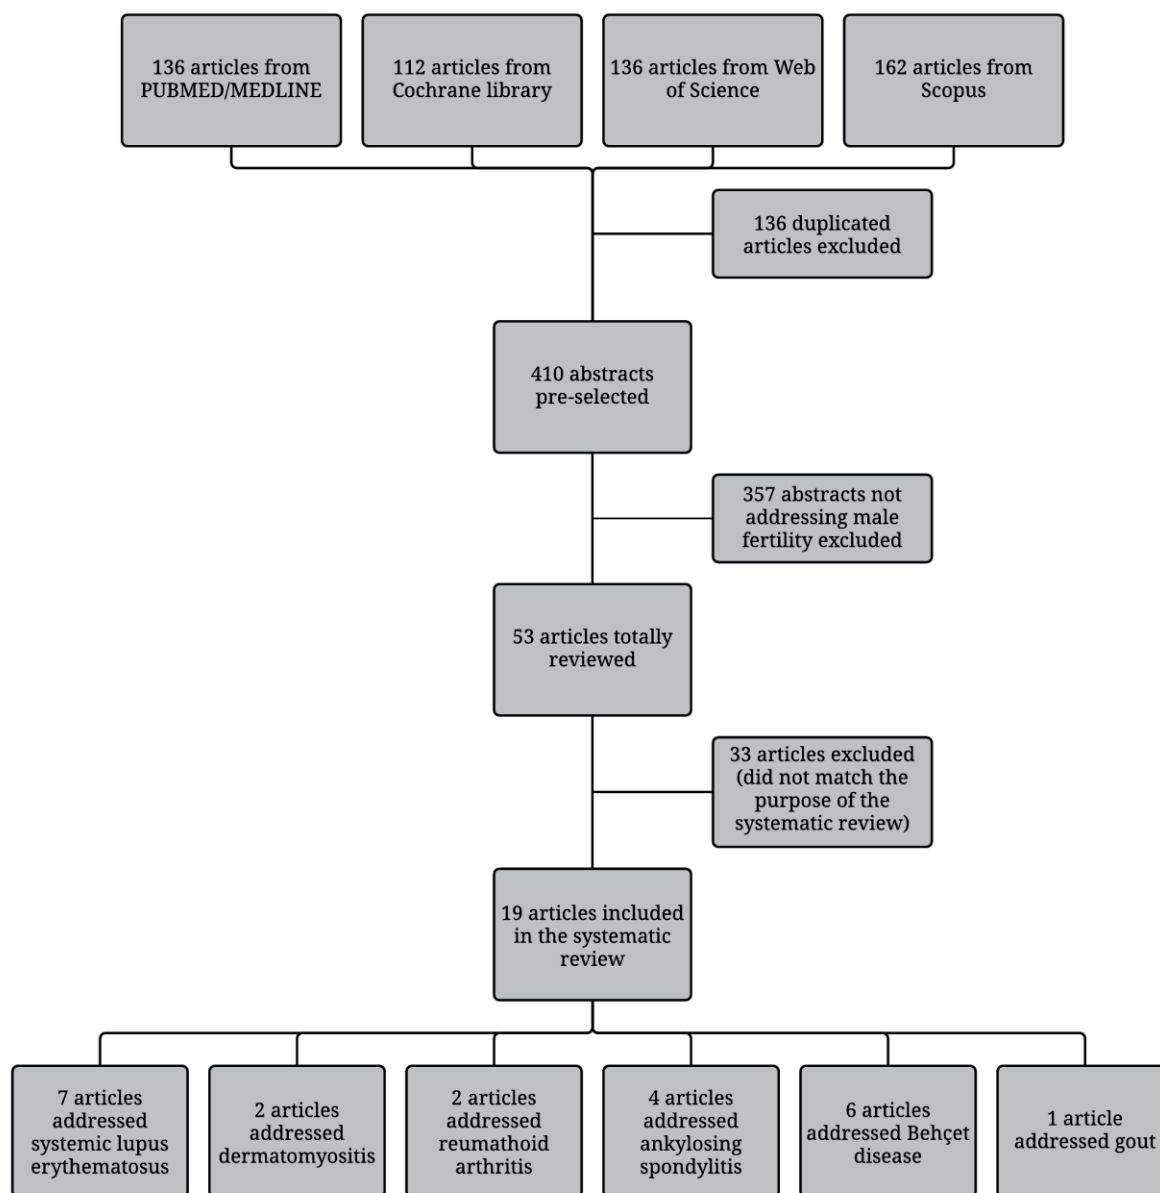 136 articles from
PUBMED/MEDLINE
112 articles from
Cochrane library
136 articles from Web
of Science
162 articles from
Scopus
136 duplicated
articles excluded
410 abstracts
pre-selected
357 abstracts not
addressing male
fertility excluded
53 articles totally
reviewed
33 articles excluded
(did not match the
purpose of the
systematic review)
19 articles included
in the systematic
review
7 articles
addressed
systemic lupus
erythematosus
2 articles
addressed
dermatomyositis
2 articles
addressed
reumathoid
arthritis
4 articles
addressed
ankylosing
spondylitis
6 articles
addressed Behçet
disease
1 article
addressed gout